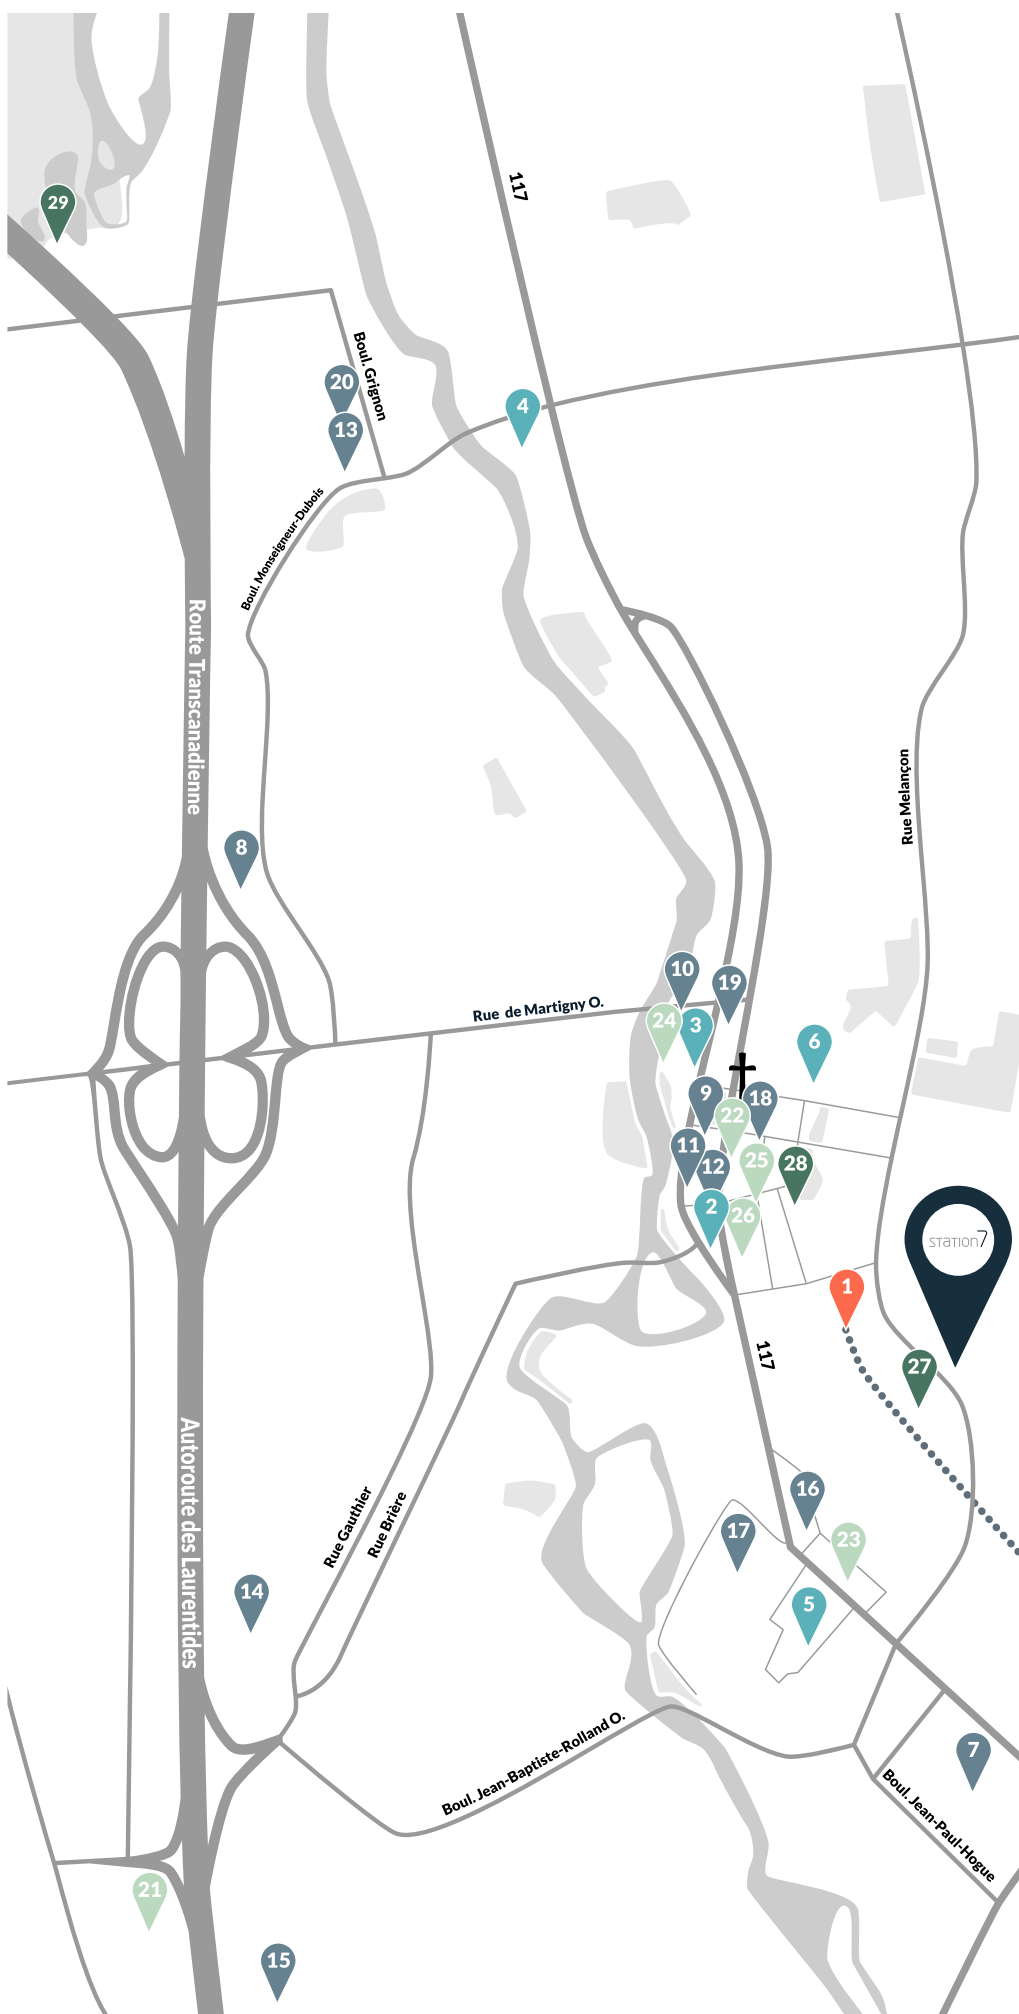 117
29
Boul. Grignon
20
4
13
Boul. Monseigneur-Dubois
Route Transcanadienne
Rue Melançon
8
10
19
Rue de Martigny O.
24
3
6
9
18
22
11
12
25
28
2
26
STATION7
1
117
27
Autoroute des Laurentides
Rue Gauthier
Rue Brière
16
17
23
14
5
Boul. Jean-Baptiste-Rolland O.
7
Boul. Jean-Paul-Hogue
21
15